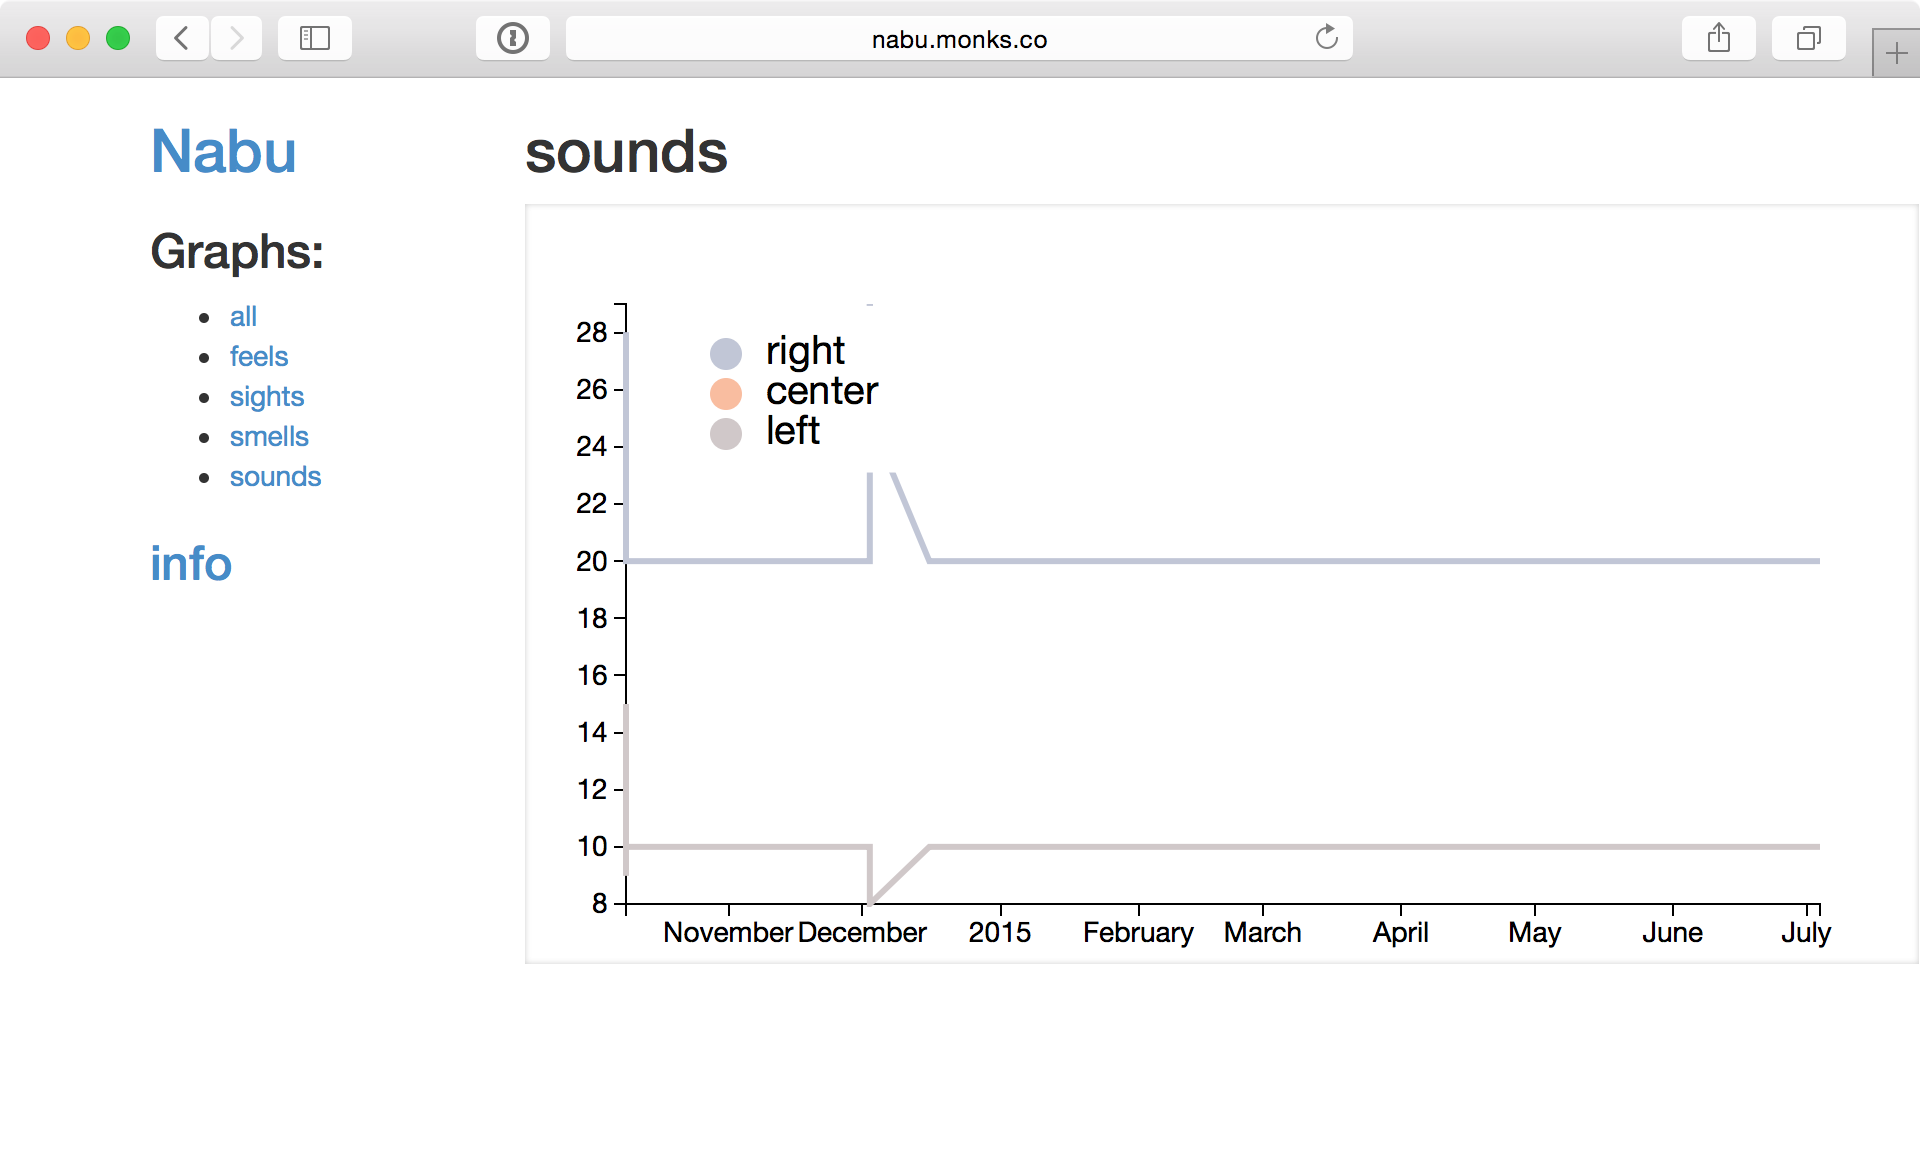 nabu.monks.co
Nabu
Graphs:
all
feels
sights
smells
sounds
info
sounds
28
26
24
22
20
18
16
14
12
10
8
right
center
left
November December 2015 February March April May June July